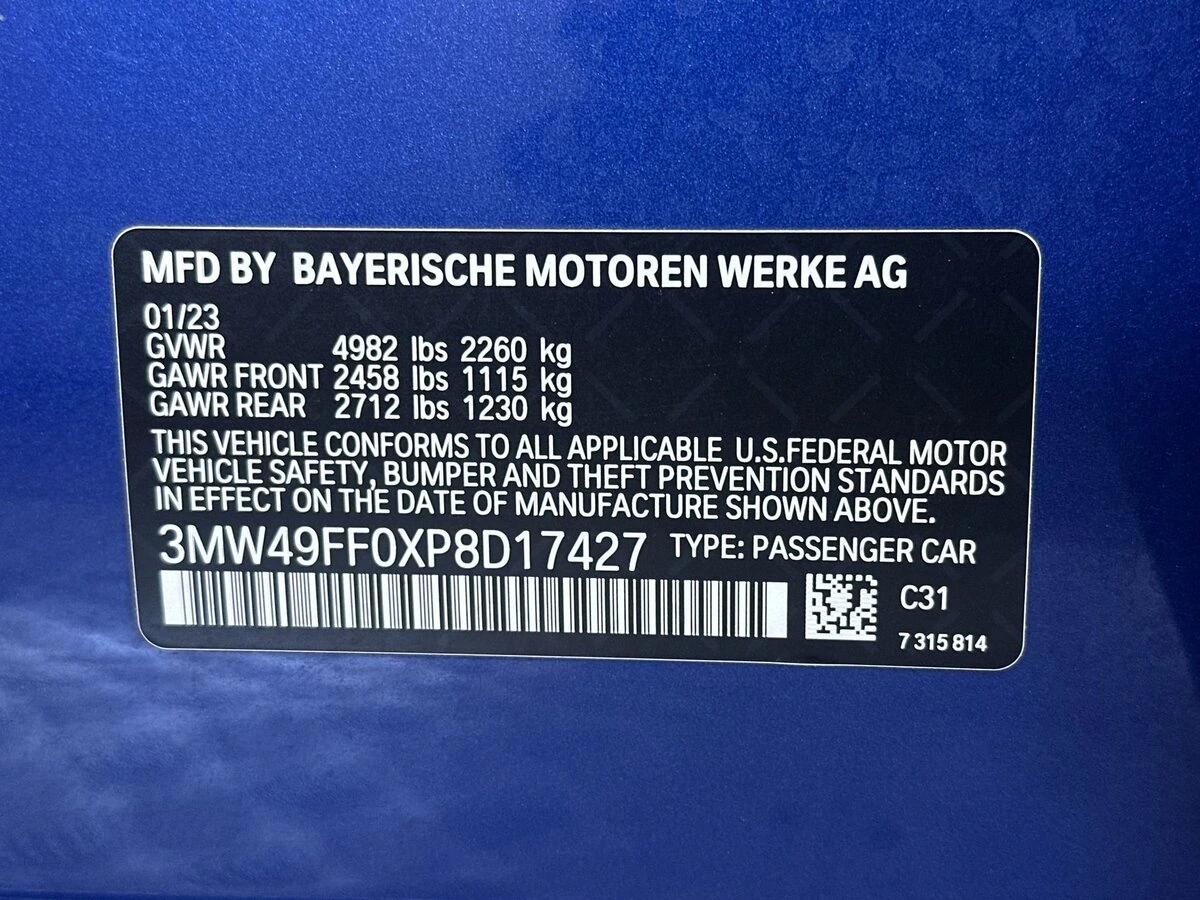 MFD BY BAYERISCHE MOTOREN WERKE AG
01/23
GVWR 4982 lbs 2260 kg
GAWR FRONT 2458 lbs 1115 kg
GAWR REAR 2712 lbs 1230 kg
THIS VEHICLE CONFORMS TO ALL APPLICABLE U.S.FEDERAL MOTOR
VEHICLE SAFETY, BUMPER AND THEFT PREVENTION STANDARDS
IN EFFECT ON THE DATE OF MANUFACTURE SHOWN ABOVE.
3MW49FF0XP8D17427 TYPE: PASSENGER CAR
C31
7 315 814